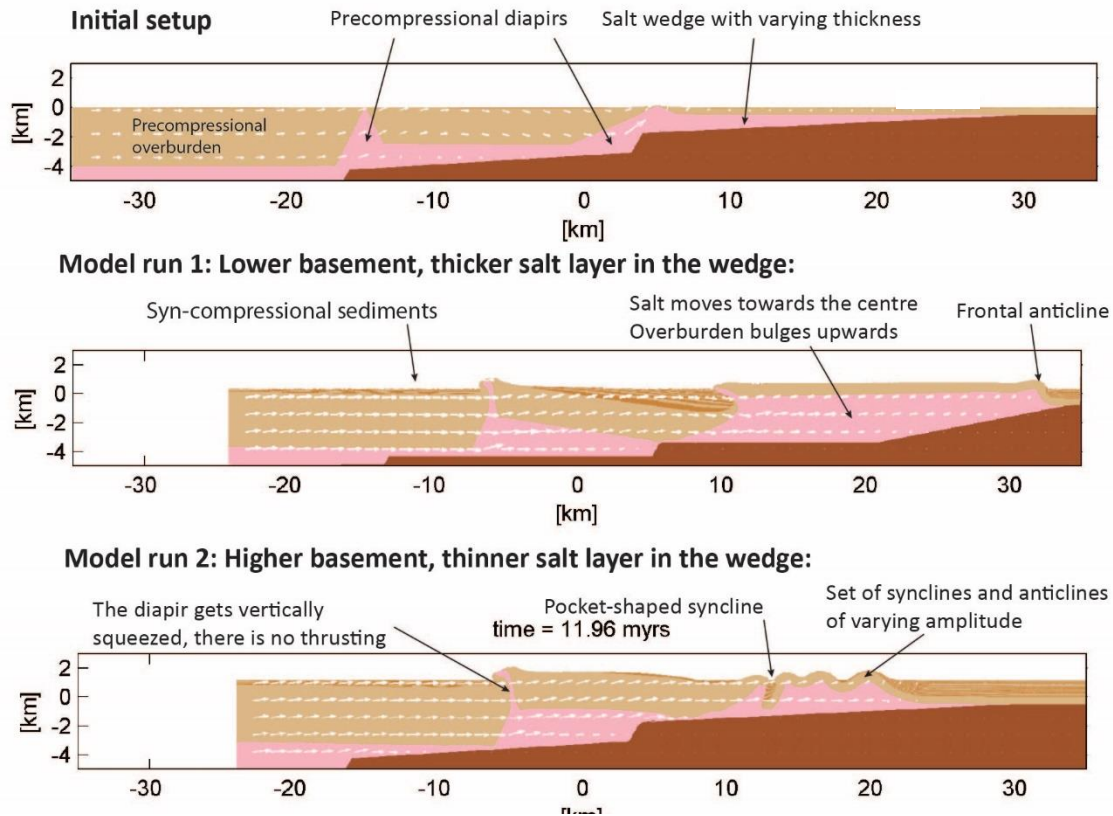 Initial setup
Precompressional diapirs
Salt wedge with varying thickness
[km]
2
0
-2
-4
Precompressional
overburden
-30 -20 -10 0 10 20 30
[km]
Model run 1: Lower basement, thicker salt layer in the wedge:
Syn-compressional sediments
Salt moves towards the centre
Overburden bulges upwards
Frontal anticline
[km]
2
0
-2
-4
-30 -20 -10 0 10 20 30
[km]
Model run 2: Higher basement, thinner salt layer in the wedge:
The diapir gets vertically
squeezed, there is no thrusting
Pocket-shaped syncline
time = 11.96 myrs
Set of synclines and anticlines
of varying amplitude
[km]
2
0
-2
-4
-30 -20 -10 0 10 20 30
[km]